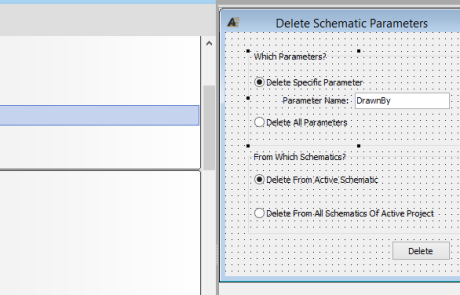 Delete Schematic Parameters
Which Parameters?
Delete Specific Parameter
Parameter Name: DrawnBy
Delete All Parameters
From Which Schematics?
Delete From Active Schematic
Delete From All Schematics Of Active Project
Delete